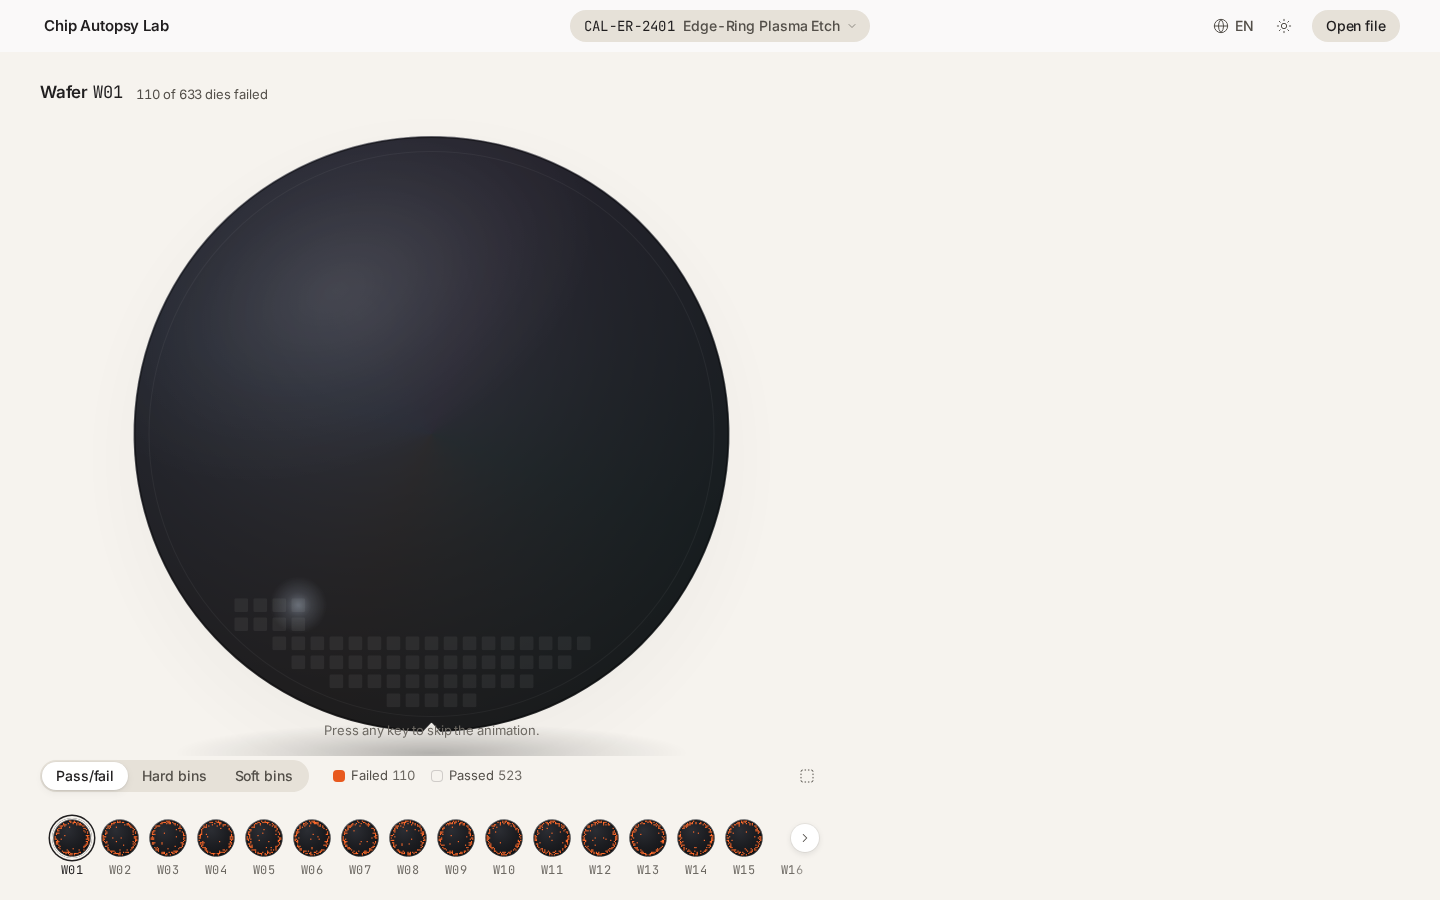 Chip Autopsy Lab
CAL-ER-2401 Edge-Ring Plasma Etch
EN
Open file
Wafer W01 110 of 633 dies failed
Press any key to skip the animation.
Pass/fail Hard bins Soft bins Failed 110 Passed 523
W01 W02 W03 W04 W05 W06 W07 W08 W09 W10 W11 W12 W13 W14 W15 W16